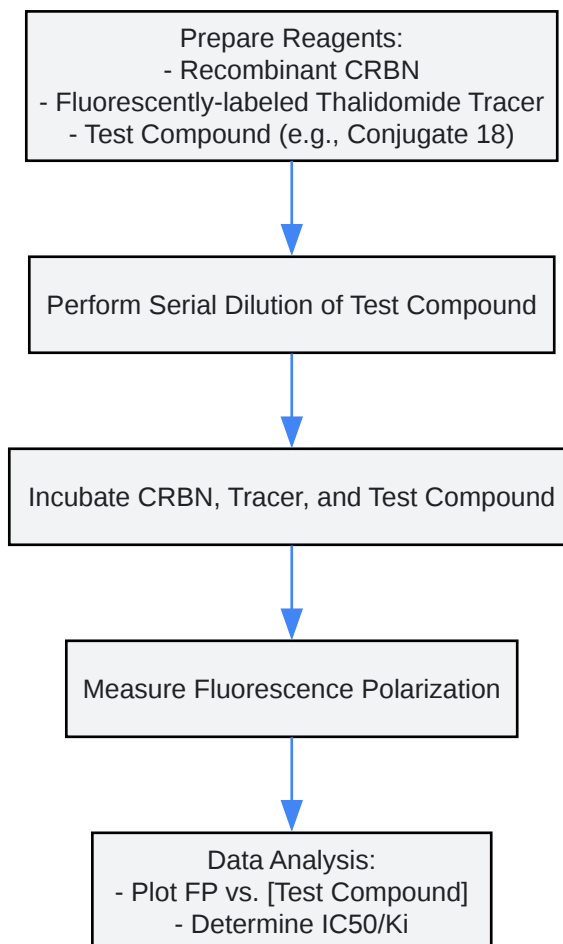 Prepare Reagents:
- Recombinant CRBN
- Fluorescently-labeled Thalidomide Tracer
- Test Compound (e.g., Conjugate 18)
Perform Serial Dilution of Test Compound
Incubate CRBN, Tracer, and Test Compound
Measure Fluorescence Polarization
Data Analysis:
- Plot FP vs. [Test Compound]
- Determine IC50/Ki